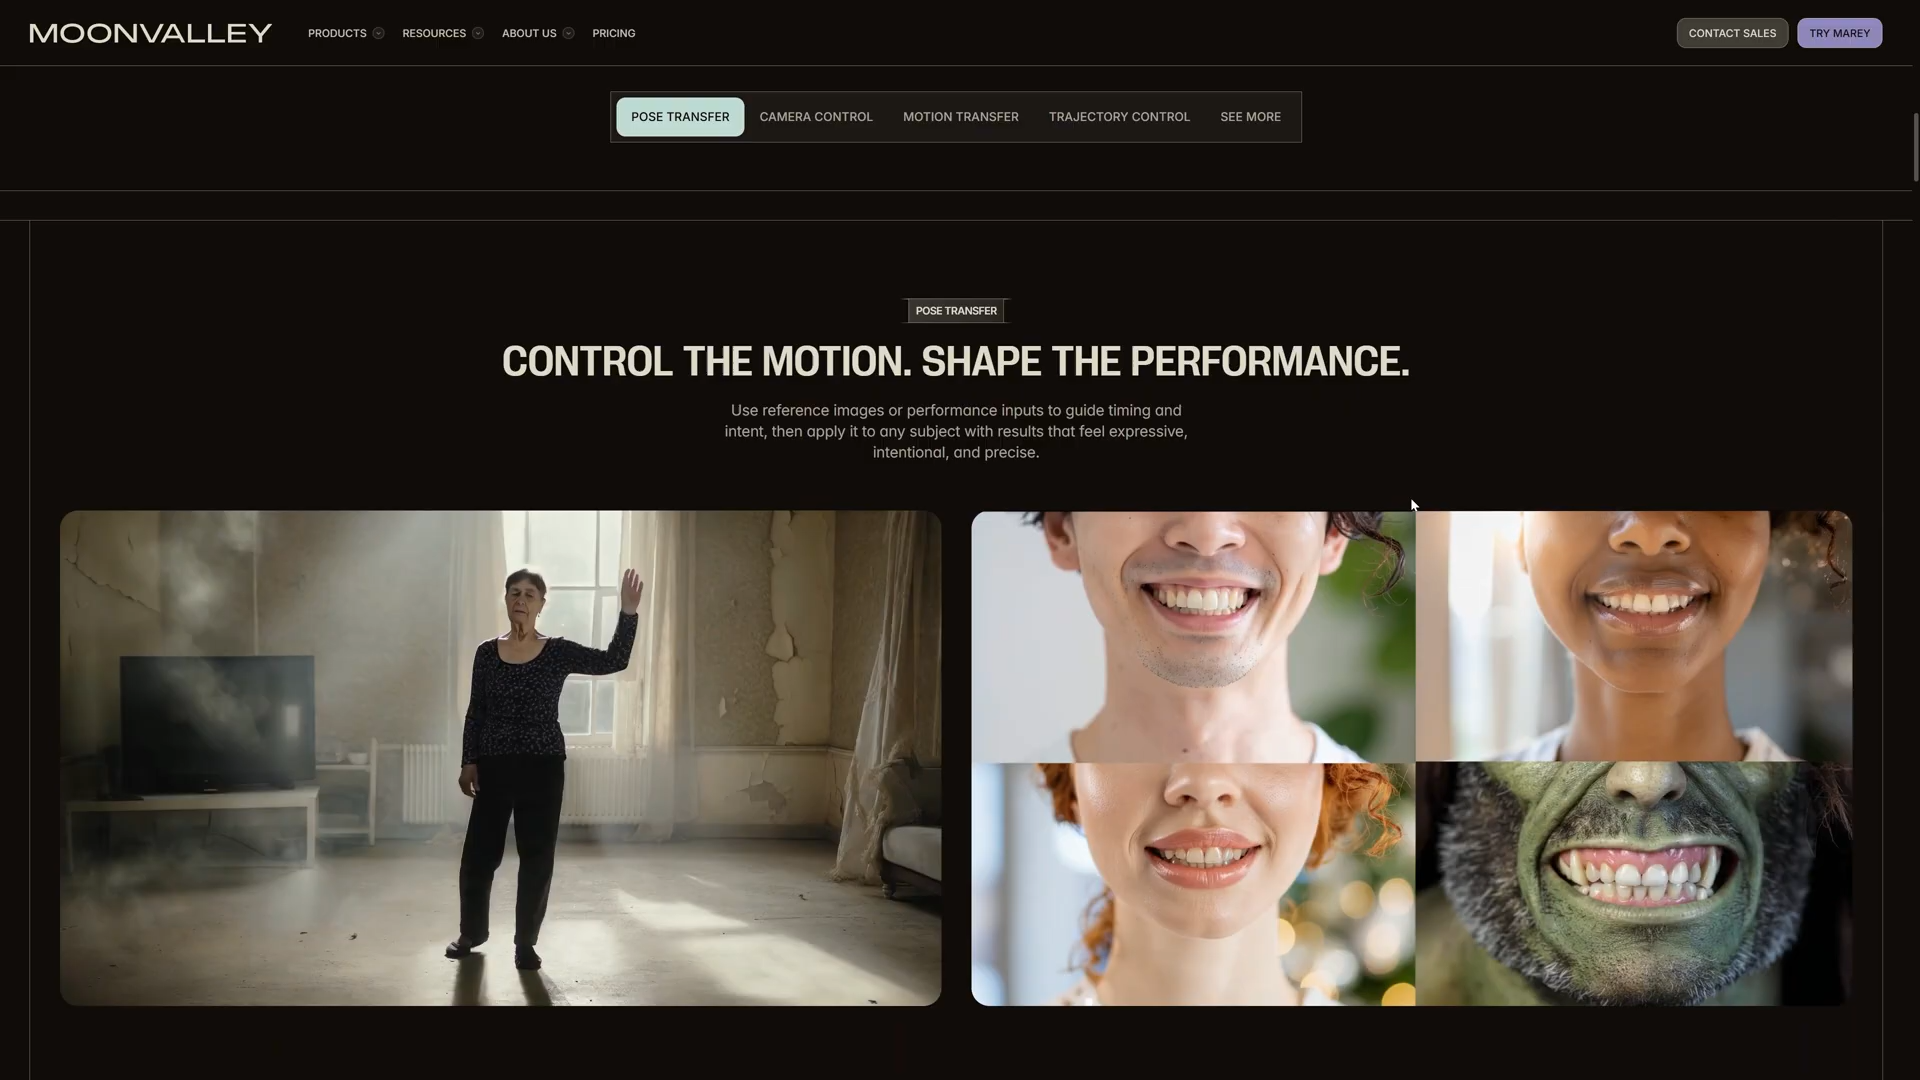 MOONVALLEY
PRODUCTS
RESOURCES
ABOUT US
PRICING
CONTACT SALES
TRY MAREY
POSE TRANSFER
CAMERA CONTROL
MOTION TRANSFER
TRAJECTORY CONTROL
SEE MORE
POSE TRANSFER
CONTROL THE MOTION. SHAPE THE PERFORMANCE.
Use reference images or performance inputs to guide timing and
intent, then apply it to any subject with results that feel expressive,
intentional, and precise.